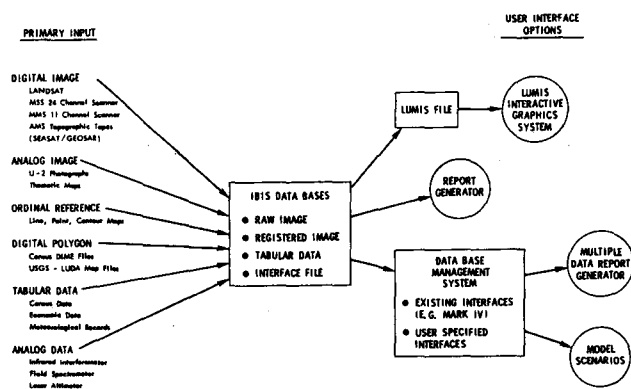 PRIMARY INPUT
USER INTERFACE
OPTIONS
DIGITAL IMAGE
LANDSAT
MSS 24 Channel Scanner
MMS 11 Channel Scanner
AMS Topographic Tapes
(SEASAT/GEOSAR)
ANALOG IMAGE
U-2 Photographs
Thematic Maps
ORDINAL REFERENCE
Line, Point, Contour Maps
DIGITAL POLYGON
Census DIME Files
USGS - LUDA Map Files
TABULAR DATA
Census Data
Economic Data
Meteorological Records
ANALOG DATA
Infrared Interferometer
Field Spectrometer
Laser Altimeter
IBIS DATA BASES
● RAW IMAGE
● REGISTERED IMAGE
● TABULAR DATA
● INTERFACE FILE
LUMIS FILE
LUMIS
INTERACTIVE
GRAPHICS
SYSTEM
REPORT
GENERATOR
DATA BASE
MANAGEMENT
SYSTEM
● EXISTING INTERFACES
(E.G. MARK IV)
● USER SPECIFIED
INTERFACES
MULTIPLE
DATA REPORT
GENERATOR
MODEL
SCENARIOS